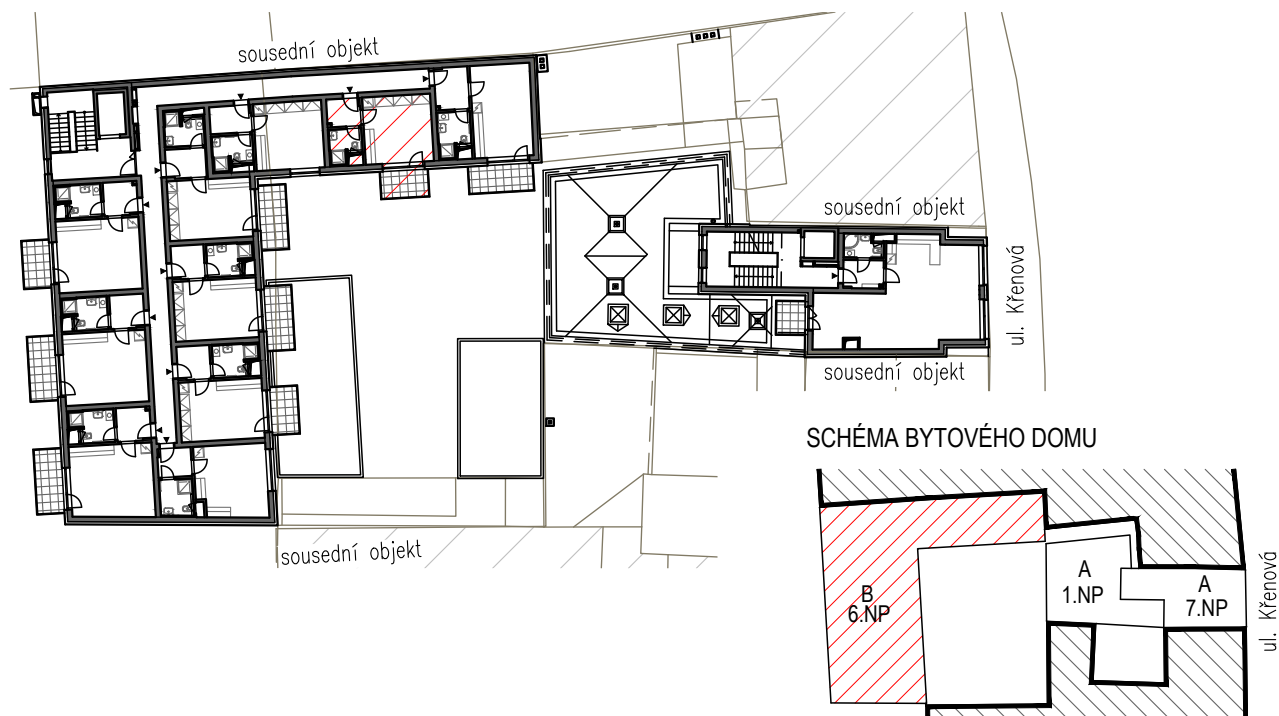 sousední objekt
sousední objekt
ul. Křenová
sousední objekt
SCHÉMA BYTOVÉHO DOMU
sousední objekt
A
1.NP
A
7.NP
B
6.NP
ul. Křenová